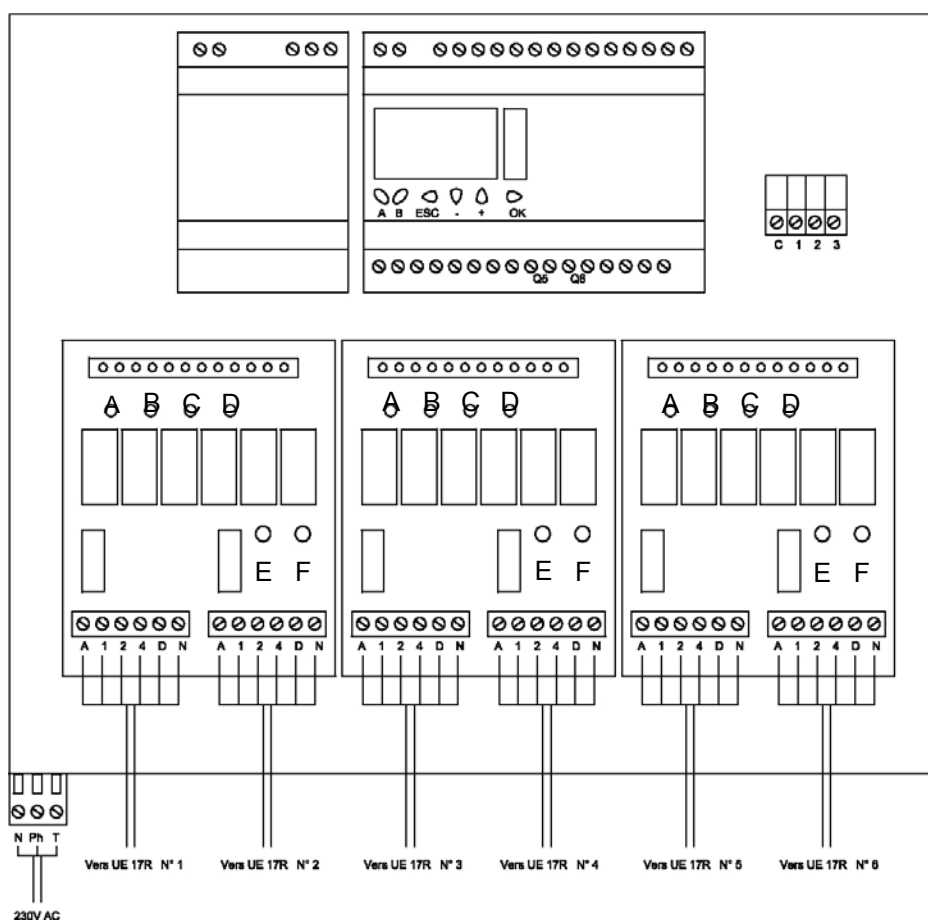 A B ESC - + OK
Q5 Q6
C 1 2 3
A B C D A B C D A B C D
E F E F E F
A 1 2 4 D N A 1 2 4 D N A 1 2 4 D N A 1 2 4 D N A 1 2 4 D N A 1 2 4 D N
N Ph T
Vers UE 17R N° 1 Vers UE 17R N° 2 Vers UE 17R N° 3 Vers UE 17R N° 4 Vers UE 17R N° 5 Vers UE 17R N° 6
230V AC